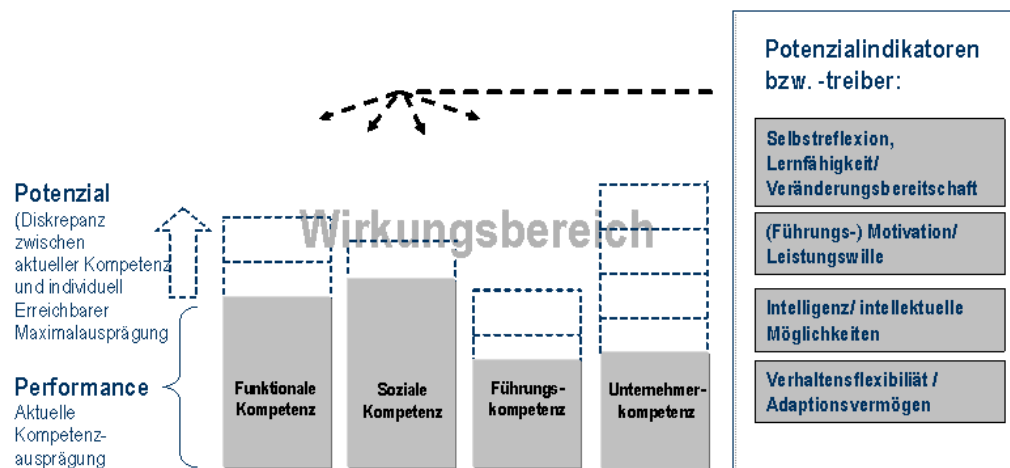 Potenzial
(Diskrepanz
zwischen
aktueller Kompetenz
und individuell
Erreichbarer
Maximalausprägung)
Performance
Aktuelle
Kompetenz-
ausprägung
Wirkungsbereich
Funktionale
Kompetenz
Soziale
Kompetenz
Führungs-
kompetenz
Unternehmer-
kompetenz
Potenzialindikatoren
bzw. -treiber:
Selbstreflexion,
Lernfähigkeit/
Veränderungsbereitschaft
(Führungs-) Motivation/
Leistungswille
Intelligenz/ intellektuelle
Möglichkeiten
Verhaltensflexibiliät /
Adaptionsvermögen